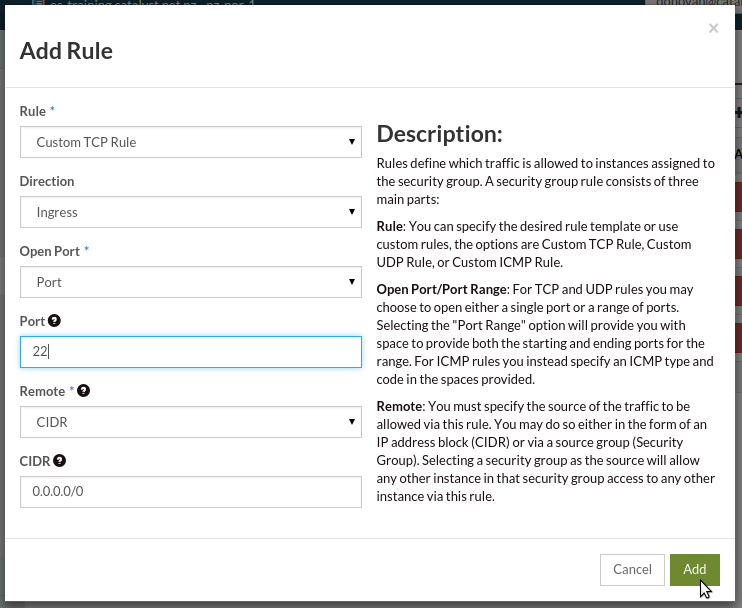 ×
Add Rule
Rule *
Custom TCP Rule
Direction
Ingress
Open Port *
Port
Port
22
Remote *
CIDR
CIDR
0.0.0.0/0
Description:
Rules define which traffic is allowed to instances assigned to
the security group. A security group rule consists of three
main parts:
Rule: You can specify the desired rule template or use
custom rules, the options are Custom TCP Rule, Custom
UDP Rule, or Custom ICMP Rule.
Open Port/Port Range: For TCP and UDP rules you may
choose to open either a single port or a range of ports.
Selecting the "Port Range" option will provide you with
space to provide both the starting and ending ports for the
range. For ICMP rules you instead specify an ICMP type and
code in the spaces provided.
Remote: You must specify the source of the traffic to be
allowed via this rule. You may do so either in the form of an
IP address block (CIDR) or via a source group (Security
Group). Selecting a security group as the source will allow
any other instance in that security group access to any other
instance via this rule.
Cancel
Add